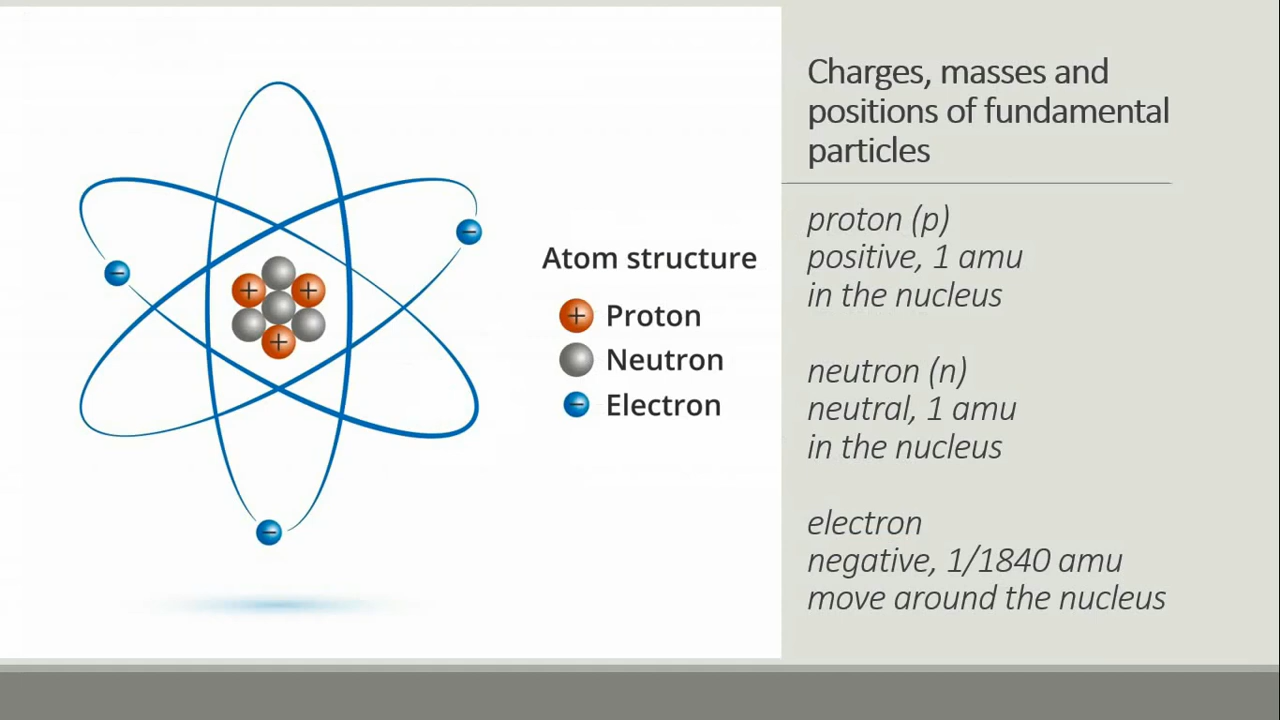 Charges, masses and
positions of fundamental
particles
Atom structure
+ Proton
Neutron
− Electron
proton (p)
positive, 1 amu
in the nucleus
neutron (n)
neutral, 1 amu
in the nucleus
electron
negative, 1/1840 amu
move around the nucleus